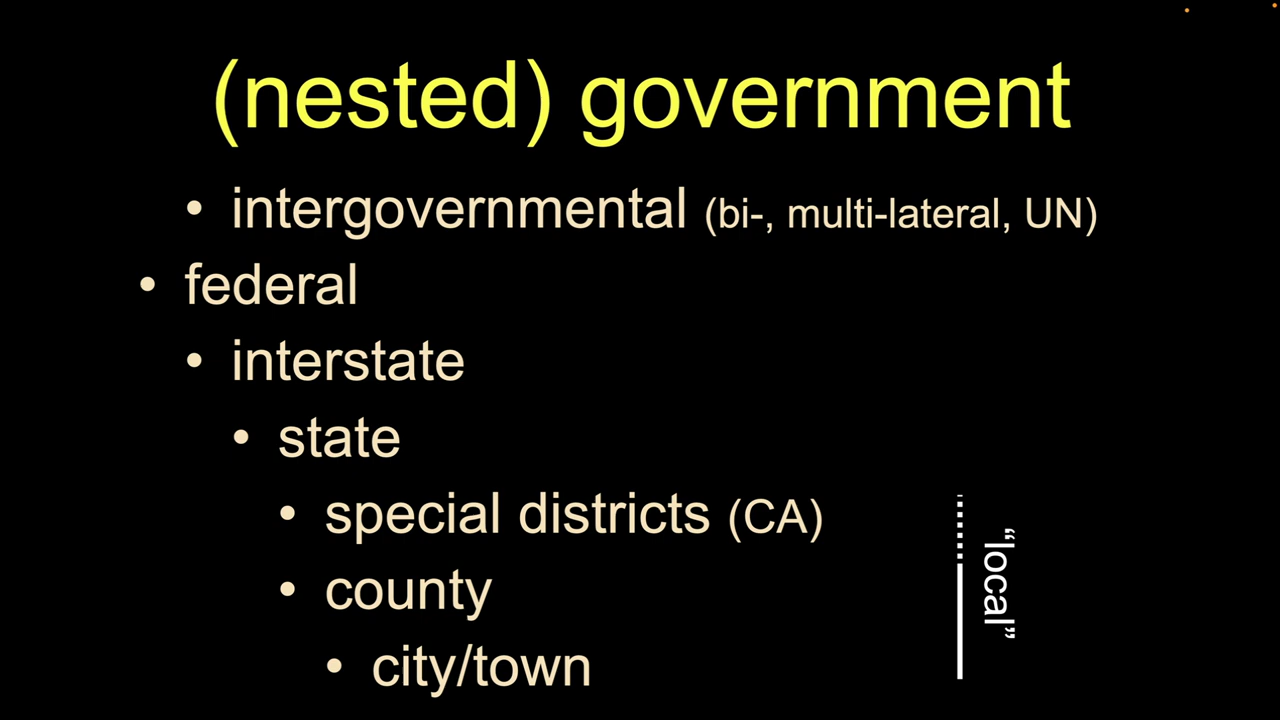 (nested) government
• intergovernmental (bi-, multi-lateral, UN)
• federal
• interstate
• state
• special districts (CA)
• county
• city/town
“local”